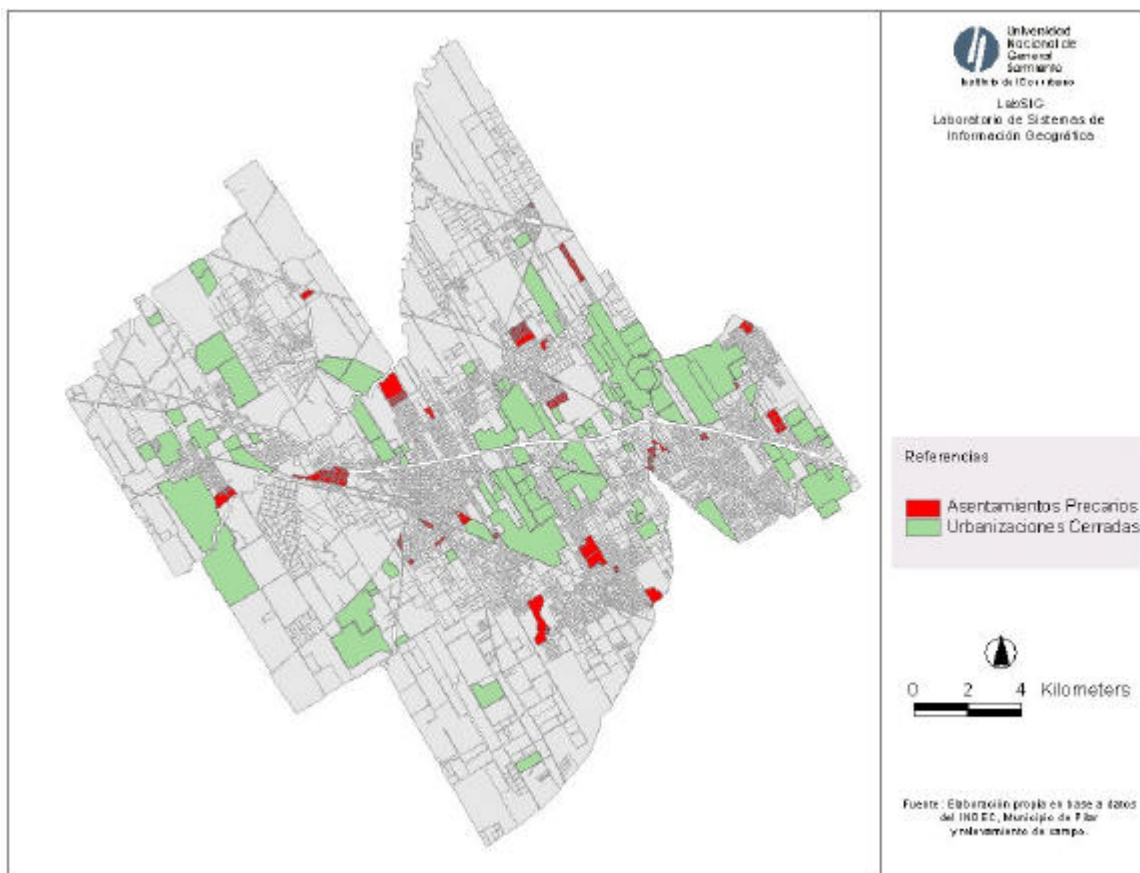 Universidad
Nacional de
General
Sarmiento
Instituto del Conurbano
LabSIG
Laboratorio de Sistemas de
Información Geográfica
Referencias
Asentamientos Precarios
Urbanizaciones Cerradas
0 2 4 Kilometers
Fuente: Elaboración propia en base a datos
del INDEC, Municipio de Pilar
y relevamiento de campo.